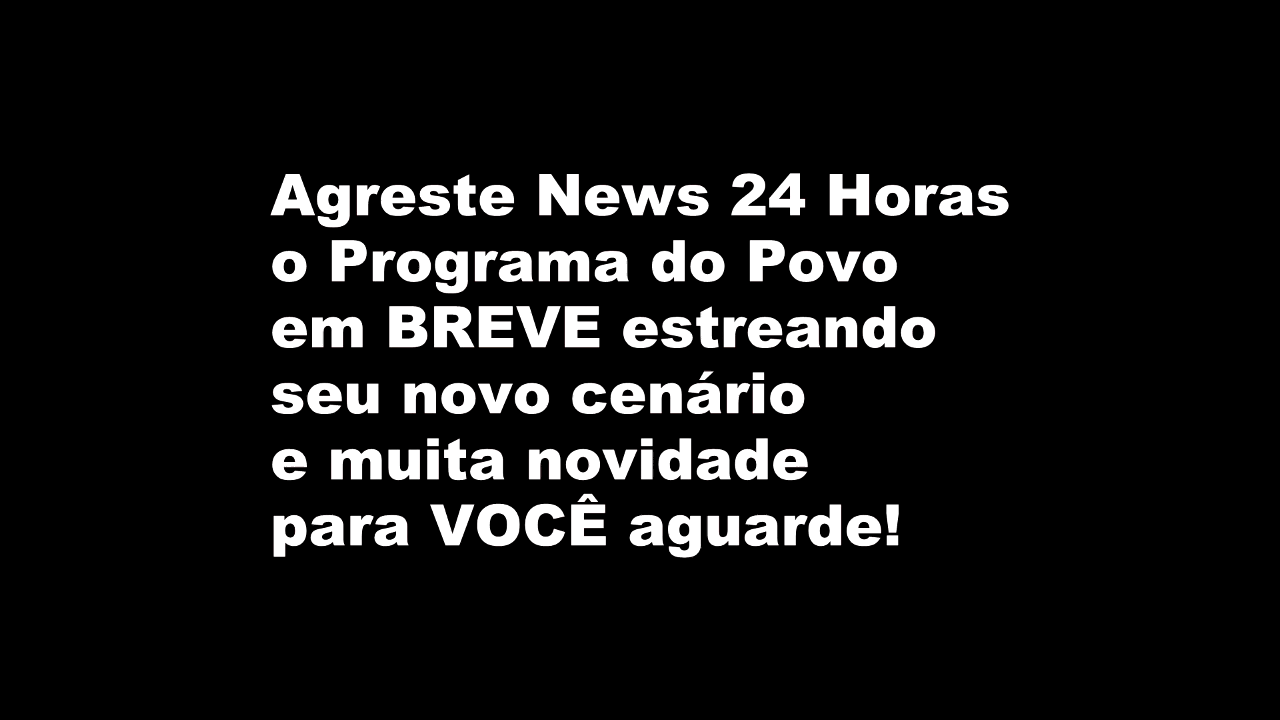 Agreste News 24 Horas
o Programa do Povo
em BREVE estreando
seu novo cenário
e muita novidade
para VOCÊ aguarde!